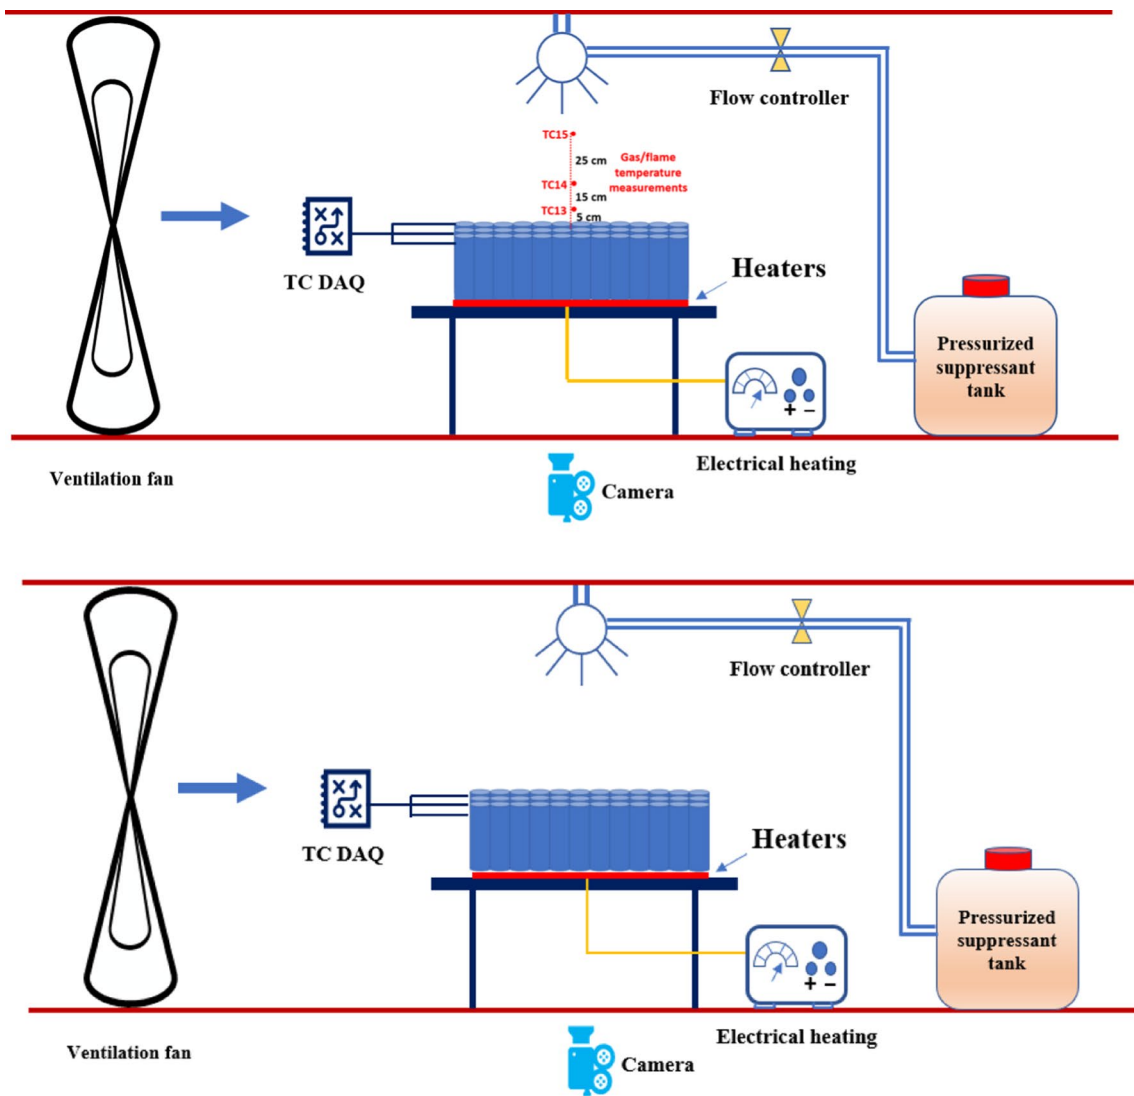 Flow controller
TC15
25 cm
Gas/flame
temperature
measurements
TC14
15 cm
TC13
5 cm
TC DAQ
Heaters
Pressurized
suppressant
tank
+ –
Electrical heating
Ventilation fan
Camera
Flow controller
TC DAQ
Heaters
Pressurized
suppressant
tank
+ –
Electrical heating
Ventilation fan
Camera